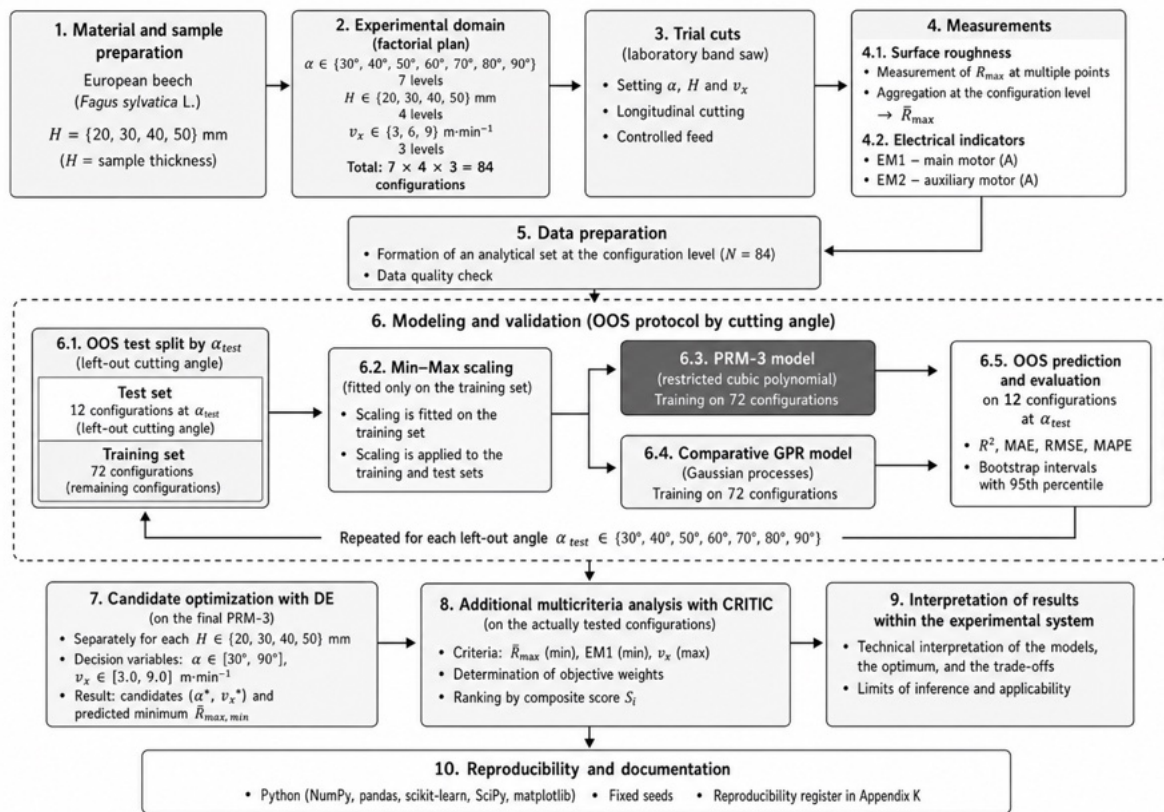 1. Material and sample
preparation
European beech
(Fagus sylvatica L.)
H = {20, 30, 40, 50} mm
(H = sample thickness)
2. Experimental domain
(factorial plan)
α ∈ {30°, 40°, 50°, 60°, 70°, 80°, 90°}
7 levels
H ∈ {20, 30, 40, 50} mm
4 levels
vₓ ∈ {3, 6, 9} m·min⁻¹
3 levels
Total: 7 × 4 × 3 = 84
configurations
3. Trial cuts
(laboratory band saw)
• Setting α, H and vₓ
• Longitudinal cutting
• Controlled feed
4. Measurements
4.1. Surface roughness
• Measurement of Rmax at multiple points
• Aggregation at the configuration level
→ R̄max
4.2. Electrical indicators
• EM1 – main motor (A)
• EM2 – auxiliary motor (A)
5. Data preparation
• Formation of an analytical set at the configuration level (N = 84)
• Data quality check
6. Modeling and validation (OOS protocol by cutting angle)
6.1. OOS test split by αtest
(left-out cutting angle)
Test set
12 configurations at αtest
(left-out cutting angle)
Training set
72 configurations
(remaining configurations)
6.2. Min–Max scaling
(fitted only on the training set)
• Scaling is fitted on the
training set
• Scaling is applied to the
training and test sets
6.3. PRM-3 model
(restricted cubic polynomial)
Training on 72 configurations
6.4. Comparative GPR model
(Gaussian processes)
Training on 72 configurations
6.5. OOS prediction
and evaluation
on 12 configurations
at αtest
• R², MAE, RMSE, MAPE
• Bootstrap intervals
with 95th percentile
Repeated for each left-out angle αtest ∈ {30°, 40°, 50°, 60°, 70°, 80°, 90°}
7. Candidate optimization with DE
(on the final PRM-3)
• Separately for each H ∈ {20, 30, 40, 50} mm
• Decision variables: α ∈ [30°, 90°],
vₓ ∈ [3.0, 9.0] m·min⁻¹
• Result: candidates (α*, vₓ*) and
predicted minimum R̄max,min
8. Additional multicriteria analysis with CRITIC
(on the actually tested configurations)
• Criteria: R̄max (min), EM1 (min), vₓ (max)
• Determination of objective weights
• Ranking by composite score Sᵢ
9. Interpretation of results
within the experimental system
• Technical interpretation of the models,
the optimum, and the trade-offs
• Limits of inference and applicability
10. Reproducibility and documentation
• Python (NumPy, pandas, scikit-learn, SciPy, matplotlib) • Fixed seeds • Reproducibility register in Appendix K